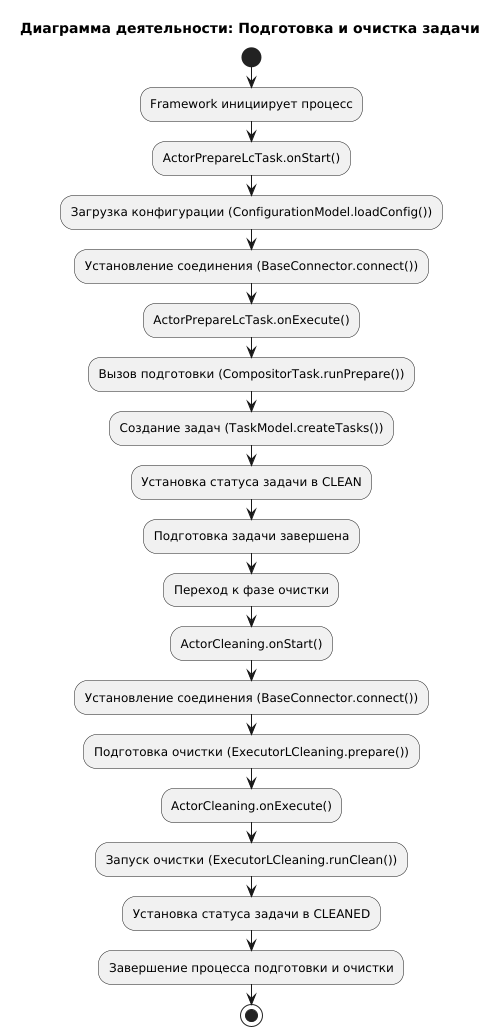 Диаграмма деятельности: Подготовка и очистка задачи
Framework инициирует процесс
ActorPrepareLcTask.onStart()
Загрузка конфигурации (ConfigurationModel.loadConfig())
Установление соединения (BaseConnector.connect())
ActorPrepareLcTask.onExecute()
Вызов подготовки (CompositorTask.runPrepare())
Создание задач (TaskModel.createTasks())
Установка статуса задачи в CLEAN
Подготовка задачи завершена
Переход к фазе очистки
ActorCleaning.onStart()
Установление соединения (BaseConnector.connect())
Подготовка очистки (ExecutorLCleaning.prepare())
ActorCleaning.onExecute()
Запуск очистки (ExecutorLCleaning.runClean())
Установка статуса задачи в CLEANED
Завершение процесса подготовки и очистки